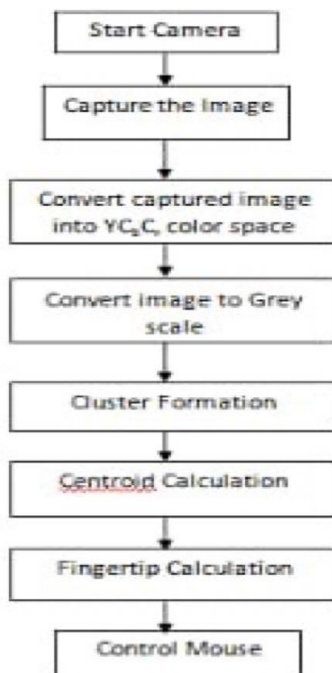 Start Camera
Capture the Image
Convert captured image
into YCbCr color space
Convert image to Grey
scale
Cluster Formation
Centroid Calculation
Fingertip Calculation
Control Mouse